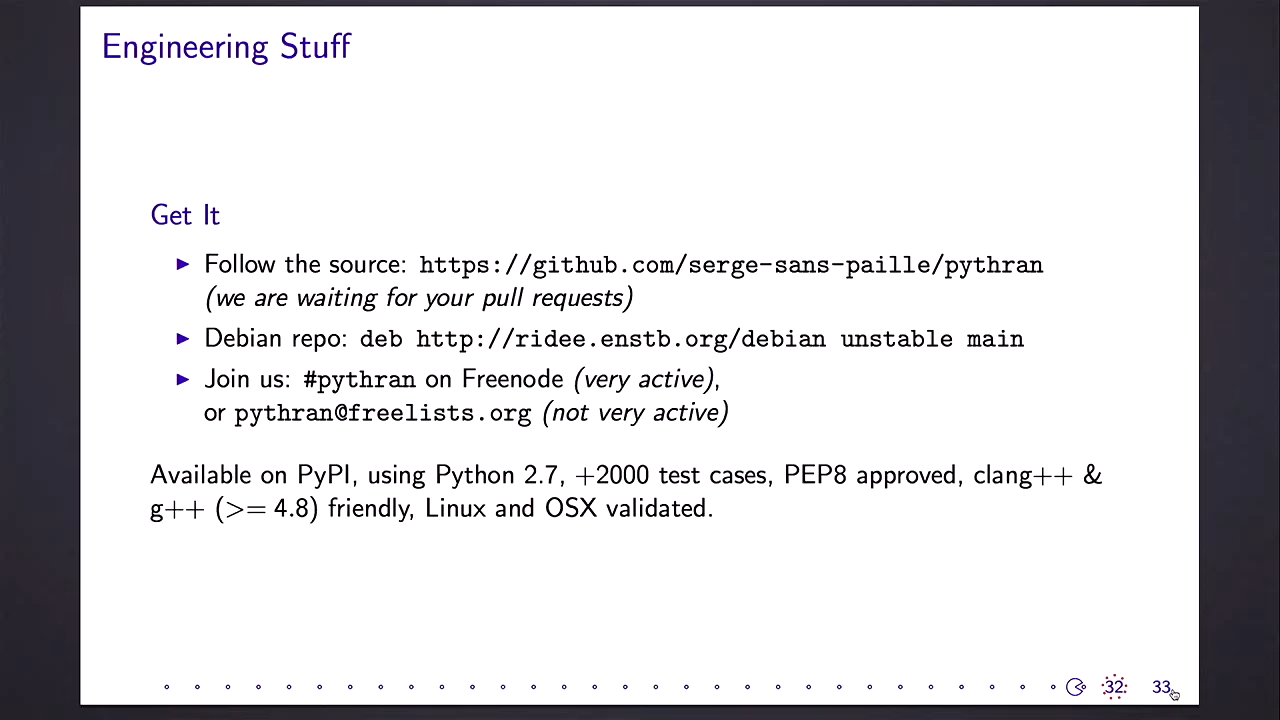 Engineering Stuff
Get It
▶ Follow the source: https://github.com/serge-sans-paille/pythran
(we are waiting for your pull requests)
▶ Debian repo: deb http://ridee.enstb.org/debian unstable main
▶ Join us: #pythran on Freenode (very active),
or pythran@freelists.org (not very active)
Available on PyPI, using Python 2.7, +2000 test cases, PEP8 approved, clang++ &
g++ (>= 4.8) friendly, Linux and OSX validated.
32 33